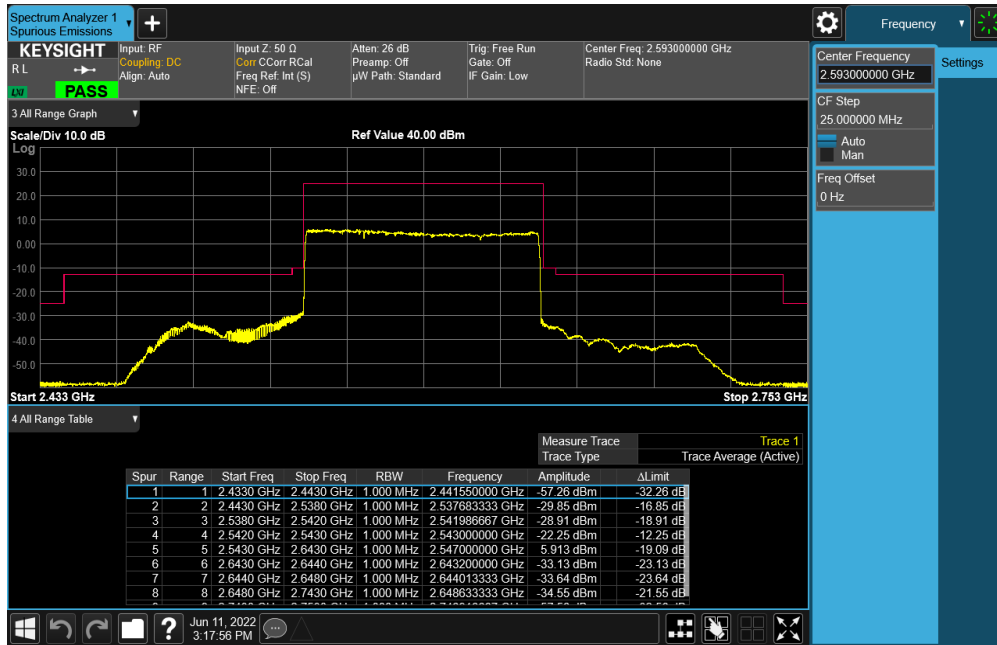 Spectrum Analyzer 1
Spurious Emissions
Frequency
KEYSIGHT
R L
LXI
PASS
Input: RF
Coupling: DC
Align: Auto
Input Z: 50 Ω
Corr CCorr RCal
Freq Ref: Int (S)
NFE: Off
Atten: 26 dB
Preamp: Off
µW Path: Standard
Trig: Free Run
Gate: Off
IF Gain: Low
Center Freq: 2.593000000 GHz
Radio Std: None
Center Frequency
2.593000000 GHz
Settings
CF Step
25.000000 MHz
Auto
Man
Freq Offset
0 Hz
3 All Range Graph
Scale/Div 10.0 dB
Ref Value 40.00 dBm
Log
30.0
20.0
10.0
0.00
-10.0
-20.0
-30.0
-40.0
-50.0
Start 2.433 GHz
Stop 2.753 GHz
4 All Range Table
Measure Trace Trace 1
Trace Type Trace Average (Active)
Spur Range Start Freq Stop Freq RBW Frequency Amplitude ΔLimit
1 1 2.4330 GHz 2.4430 GHz 1.000 MHz 2.441550000 GHz -57.26 dBm -32.26 dB
2 2 2.4430 GHz 2.5380 GHz 1.000 MHz 2.537683333 GHz -29.85 dBm -16.85 dB
3 3 2.5380 GHz 2.5420 GHz 1.000 MHz 2.541986667 GHz -28.91 dBm -18.91 dB
4 4 2.5420 GHz 2.5430 GHz 1.000 MHz 2.543000000 GHz -22.25 dBm -12.25 dB
5 5 2.5430 GHz 2.6430 GHz 1.000 MHz 2.547000000 GHz 5.913 dBm -19.09 dB
6 6 2.6430 GHz 2.6440 GHz 1.000 MHz 2.643200000 GHz -33.13 dBm -23.13 dB
7 7 2.6440 GHz 2.6480 GHz 1.000 MHz 2.644013333 GHz -33.64 dBm -23.64 dB
8 8 2.6480 GHz 2.7430 GHz 1.000 MHz 2.648633333 GHz -34.55 dBm -21.55 dB
Jun 11, 2022
3:17:56 PM